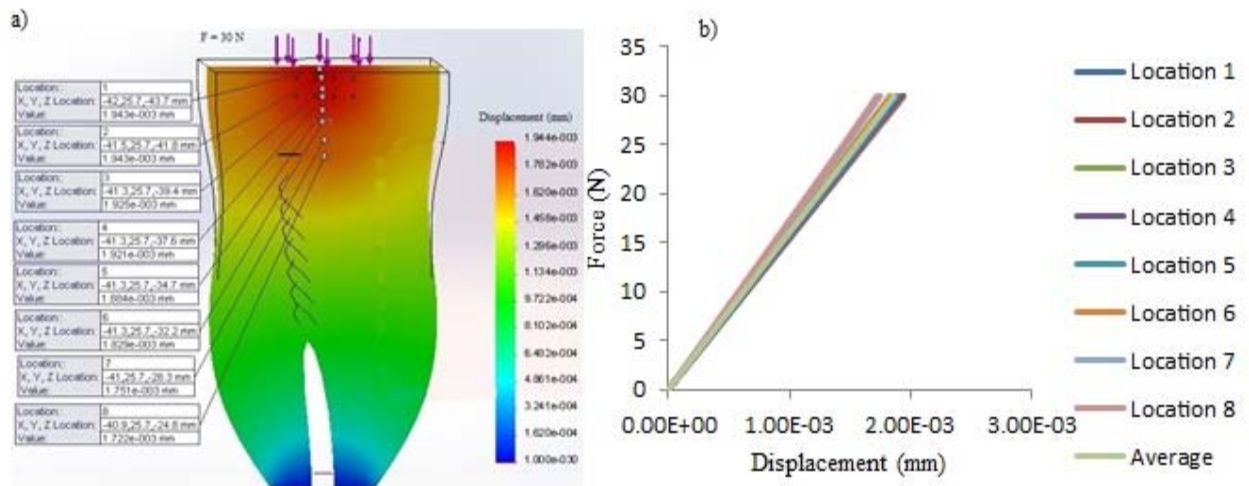 a)
F = 30 N
Location: 1
X, Y, Z Location: -42,25.7,-43.7 mm
Value: 1.943e-003 mm
Location: 2
X, Y, Z Location: -41.5,25.7,-41.8 mm
Value: 1.943e-003 mm
Location: 3
X, Y, Z Location: -41.3,25.7,-39.4 mm
Value: 1.925e-003 mm
Location: 4
X, Y, Z Location: -41.3,25.7,-37.6 mm
Value: 1.921e-003 mm
Location: 5
X, Y, Z Location: -41.3,25.7,-34.7 mm
Value: 1.884e-003 mm
Location: 6
X, Y, Z Location: -41.3,25.7,-32.2 mm
Value: 1.829e-003 mm
Location: 7
X, Y, Z Location: -41,25.7,-28.3 mm
Value: 1.751e-003 mm
Location: 8
X, Y, Z Location: -40.9,25.7,-24.8 mm
Value: 1.722e-003 mm
Displacement (mm)
1.944e-003
1.782e-003
1.620e-003
1.458e-003
1.296e-003
1.134e-003
9.722e-004
8.102e-004
6.482e-004
4.861e-004
3.241e-004
1.620e-004
1.000e-030
b)
Force (N)
35
30
25
20
15
10
5
0
0.00E+00 1.00E-03 2.00E-03 3.00E-03
Displacement (mm)
Location 1
Location 2
Location 3
Location 4
Location 5
Location 6
Location 7
Location 8
Average